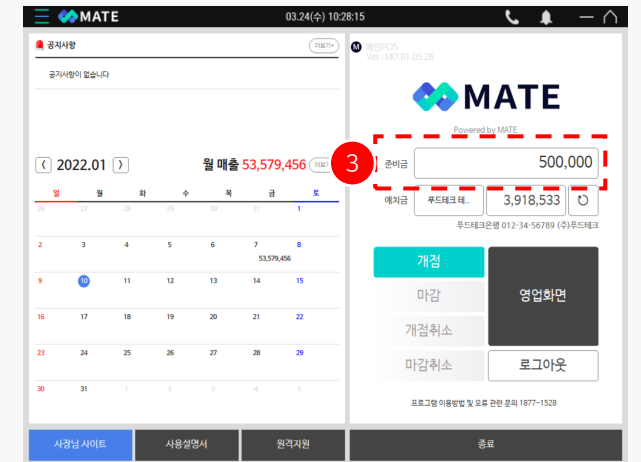 MATE 03.24(수) 10:28:15
공지사항 더보기+
공지사항이 없습니다
2022.01 월 매출 53,579,456
일 월 화 수 목 금 토
26 27 28 29 30 31 1
2 3 4 5 6 7 8
53,579,456
9 10 11 12 13 14 15
16 17 18 19 20 21 22
23 24 25 26 27 28 29
30 31 1 2 3 4 5
M 메인POS
Ver : MD.01.05.26
MATE
Powered by MATE
3 준비금 500,000
예치금 푸드테크 테.. 3,918,533
푸드테크은행 012-34-56789 (주)푸드테크
개점
마감
영업화면
개점취소
마감취소
로그아웃
프로그램 이용방법 및 오류 관련 문의 1877-1528
사장님 사이트 사용설명서 원격지원 종료